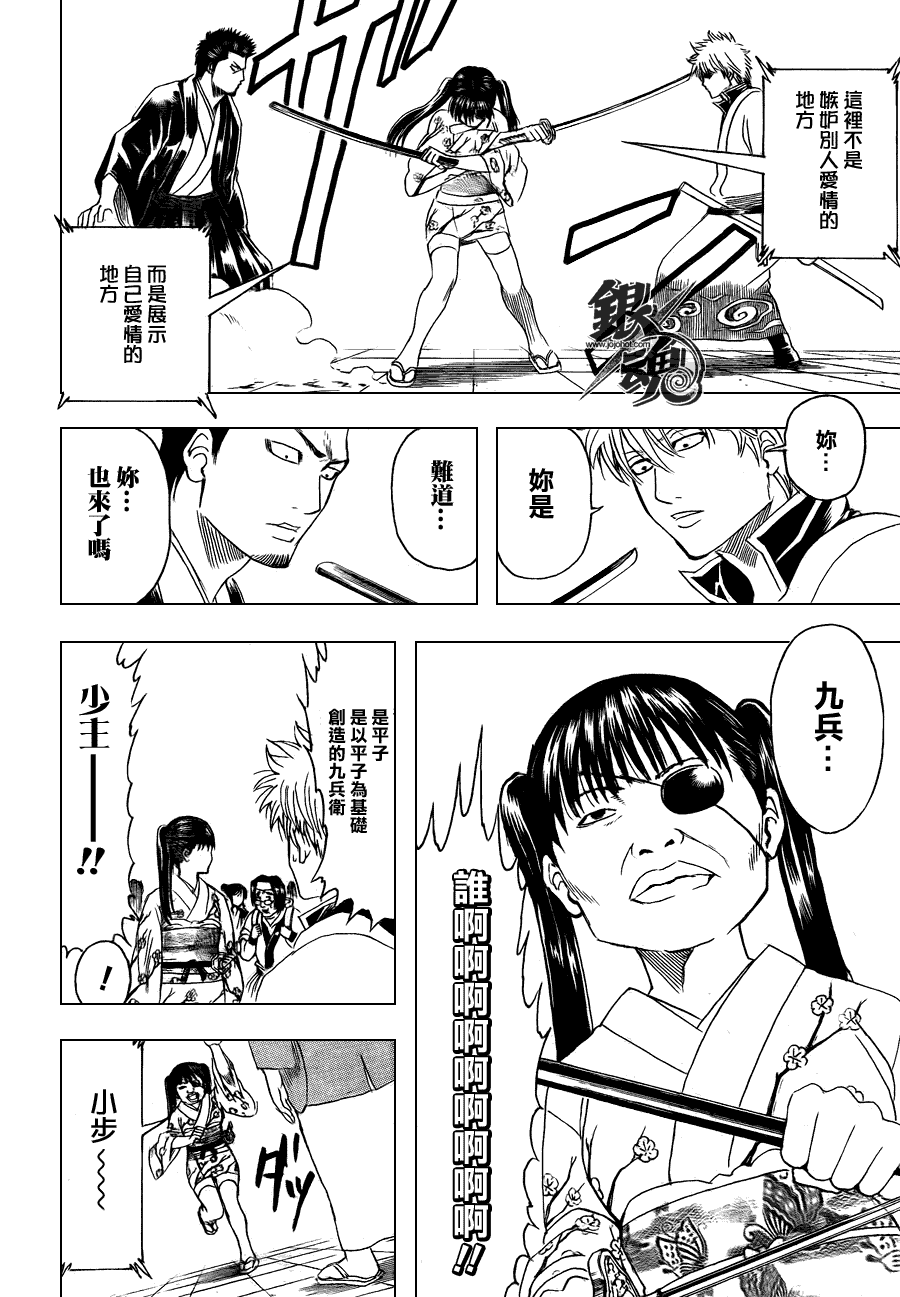 這裡不是
嫉妒別人愛情的
地方
而是展示
自己愛情的
地方
銀魂
www.jojohot.com
妳…
妳是
難道…
妳…
也來了嗎
九兵…
誰啊啊啊啊啊啊啊啊啊!!
是平子
是以平子為基礎
創造的九兵衛
少主——!!
!
小步～～
ダッ